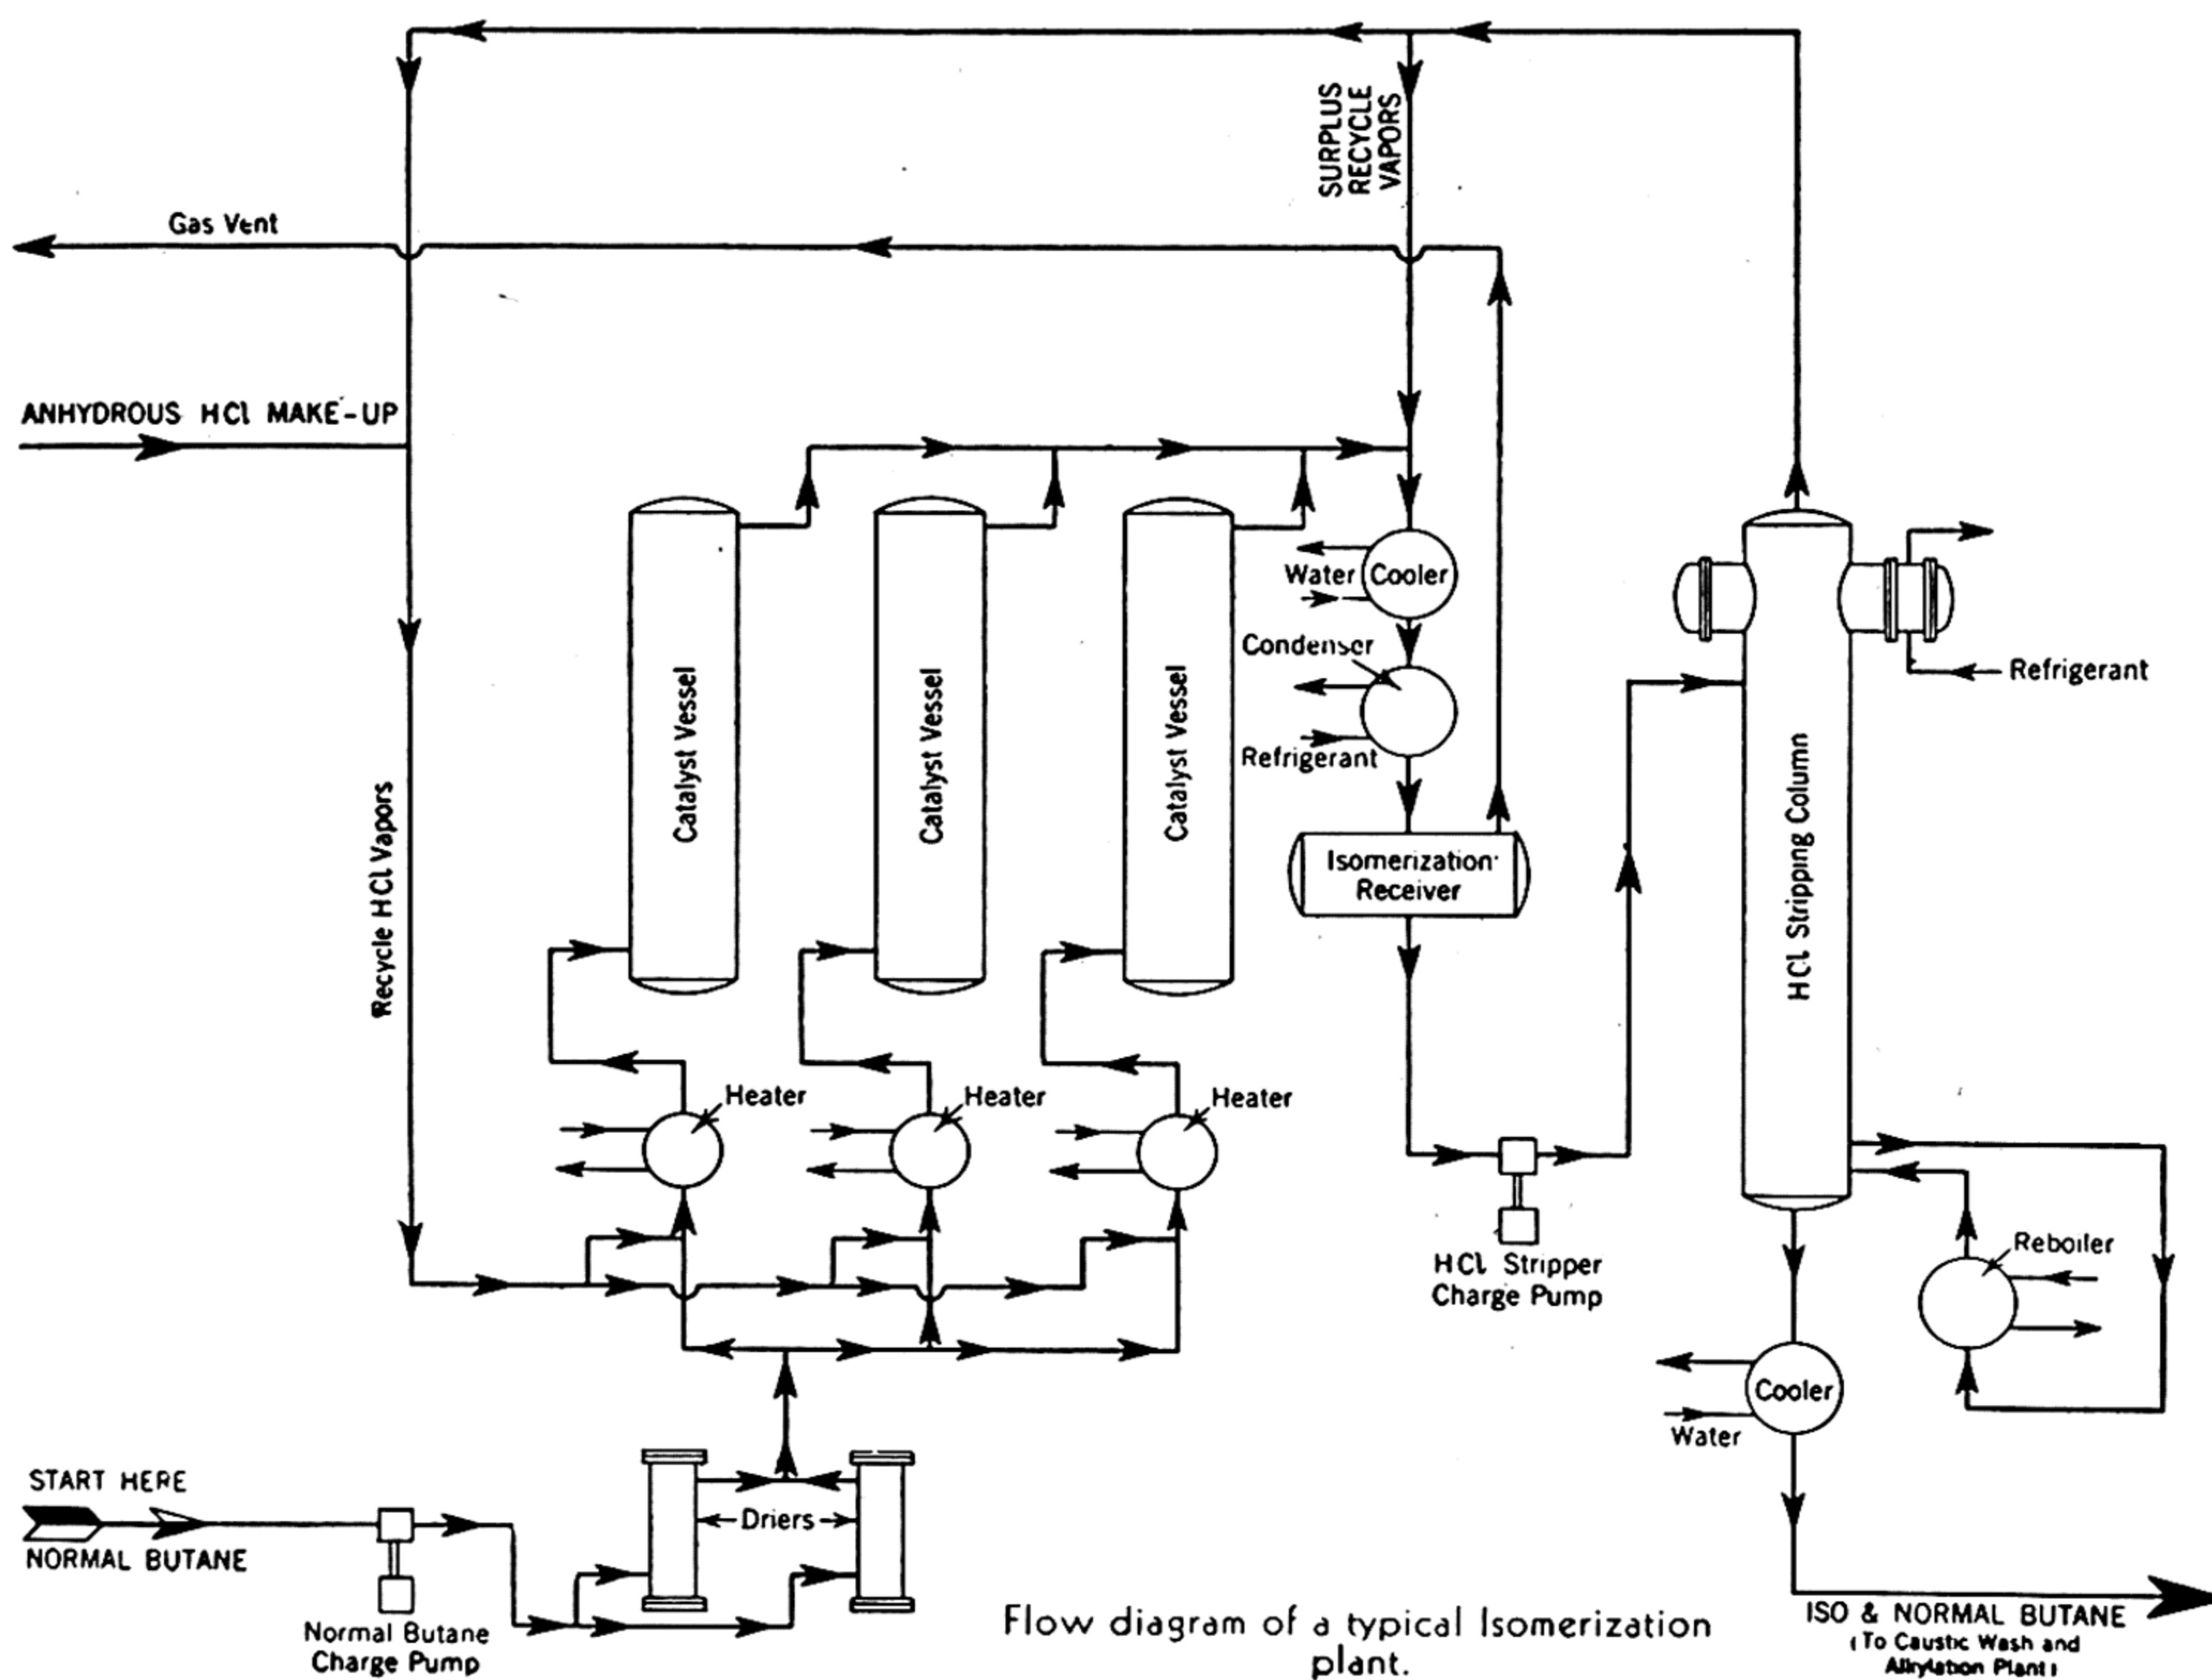 SURPLUS
RECYCLE
VAPORS
Gas Vent
ANHYDROUS HCl MAKE-UP
Recycle HCl Vapors
Catalyst Vessel
Catalyst Vessel
Catalyst Vessel
Water
Cooler
Condenser
Refrigerant
Isomerization
Receiver
Refrigerant
HCl Stripping Column
Heater
Heater
Heater
HCl Stripper
Charge Pump
Reboiler
Cooler
Water
START HERE
NORMAL BUTANE
Normal Butane
Charge Pump
Driers
Flow diagram of a typical Isomerization
plant.
ISO & NORMAL BUTANE
(To Caustic Wash and
Alkylation Plant)